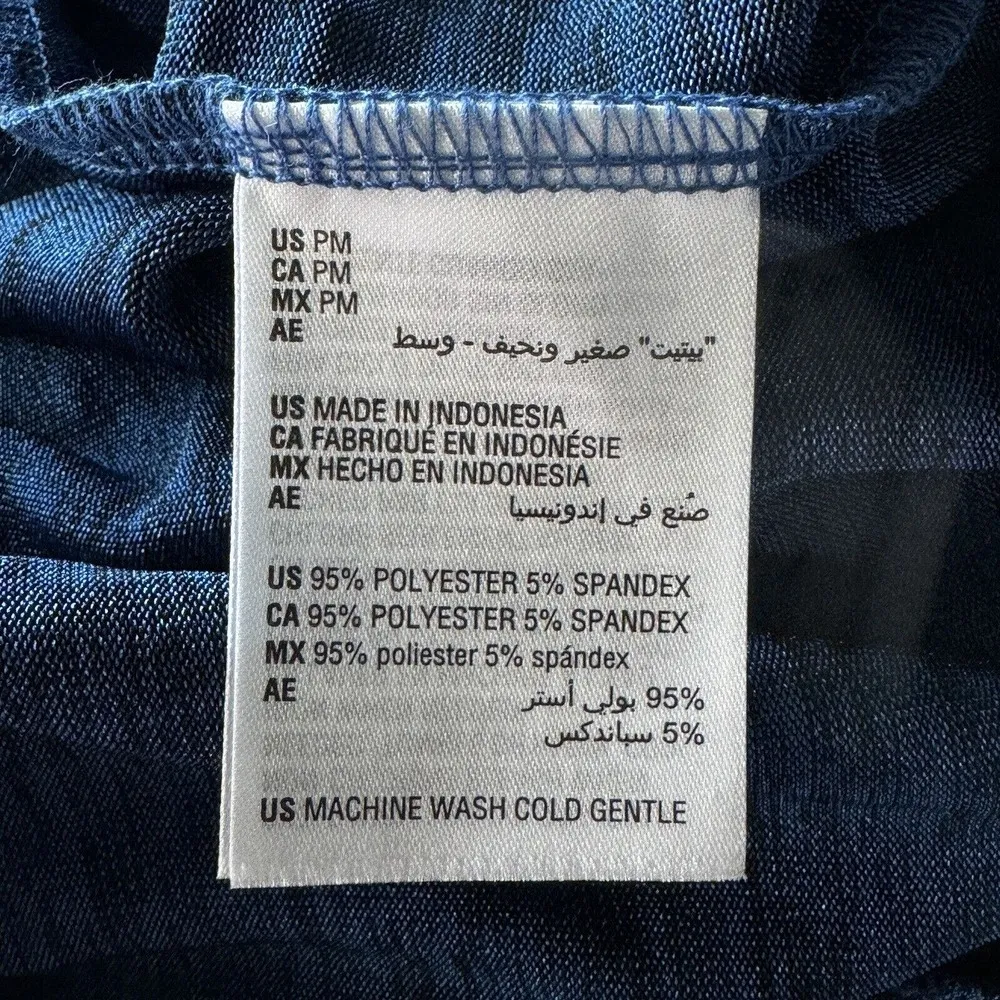 US PM
CA PM
MX PM
AE "بيتيت" صغير ونحيف - وسط
US MADE IN INDONESIA
CA FABRIQUÉ EN INDONÉSIE
MX HECHO EN INDONESIA
AE صُنع في إندونيسيا
US 95% POLYESTER 5% SPANDEX
CA 95% POLYESTER 5% SPANDEX
MX 95% poliester 5% spándex
AE 95% بولي أستر
5% سباندكس
US MACHINE WASH COLD GENTLE